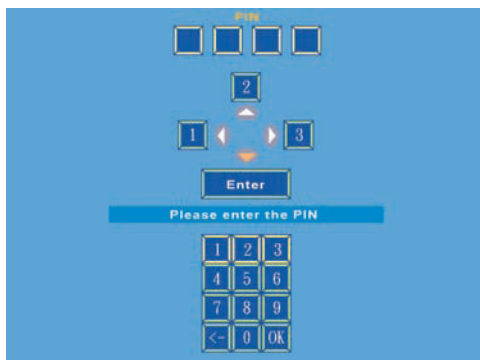 PIN
2
1 3
Enter
Please enter the PIN
1 2 3
4 5 6
7 8 9
<- 0 OK